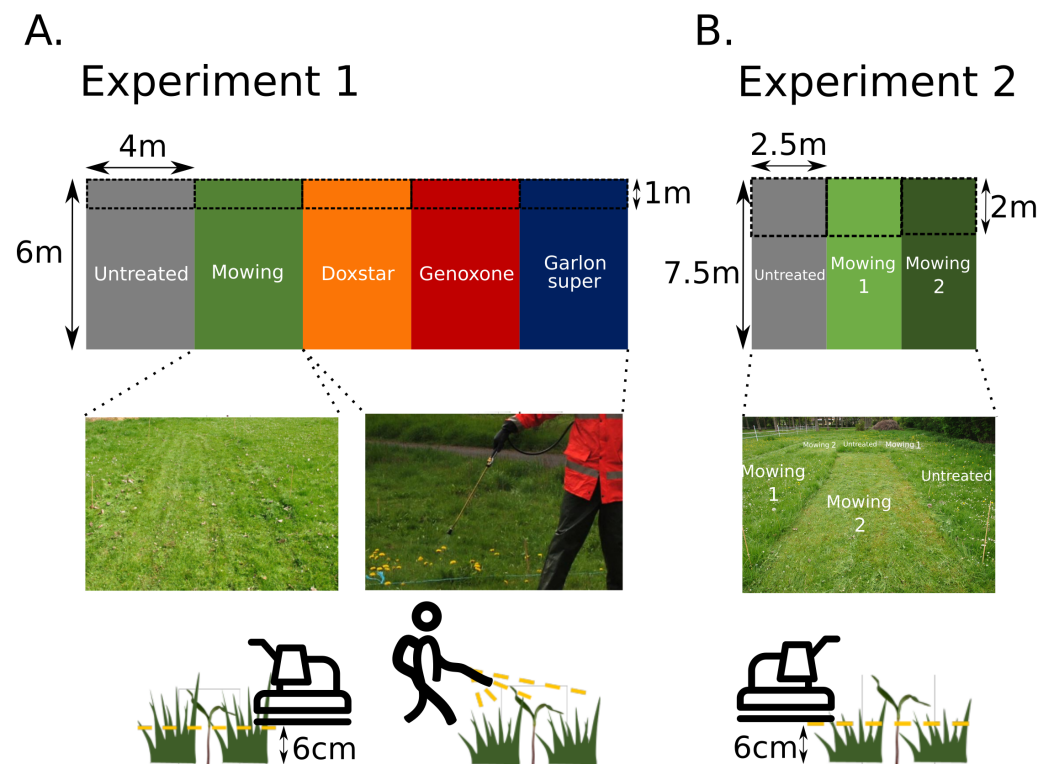 A.
Experiment 1
4m
1m
6m
Untreated
Mowing
Doxstar
Genoxone
Garlon
super
6cm
B.
Experiment 2
2.5m
2m
7.5m
Untreated
Mowing
1
Mowing
2
Mowing 2
Untreated
Mowing 1
Mowing
1
Untreated
Mowing
2
6cm